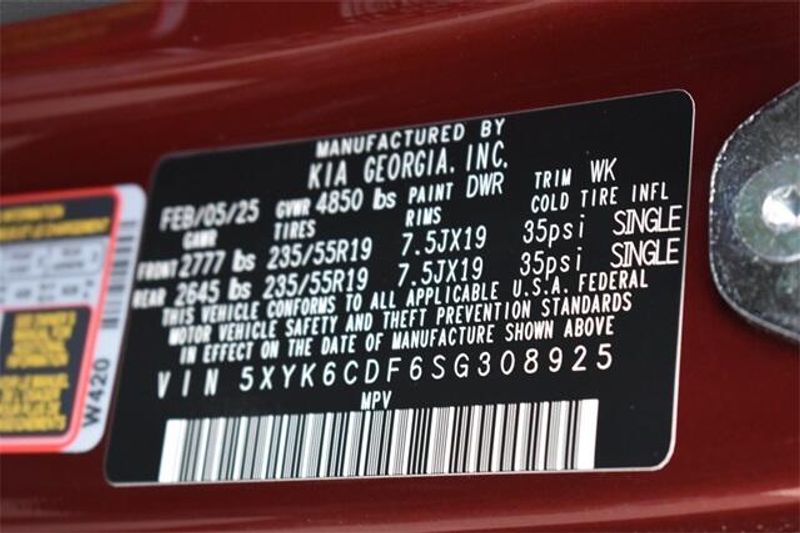 MANUFACTURED BY
KIA GEORGIA. INC.
FEB/05/25 GVWR 4850 lbs PAINT DWR TRIM WK
GAWR TIRES RIMS COLD TIRE INFL
FRONT 2777 lbs 235/55R19 7.5JX19 35psi SINGLE
REAR 2645 lbs 235/55R19 7.5JX19 35psi SINGLE
THIS VEHICLE CONFORMS TO ALL APPLICABLE U.S.A. FEDERAL
MOTOR VEHICLE SAFETY AND THEFT PREVENTION STANDARDS
IN EFFECT ON THE DATE OF MANUFACTURE SHOWN ABOVE
VIN 5XYK6CDF6SG308925
MPV
W420